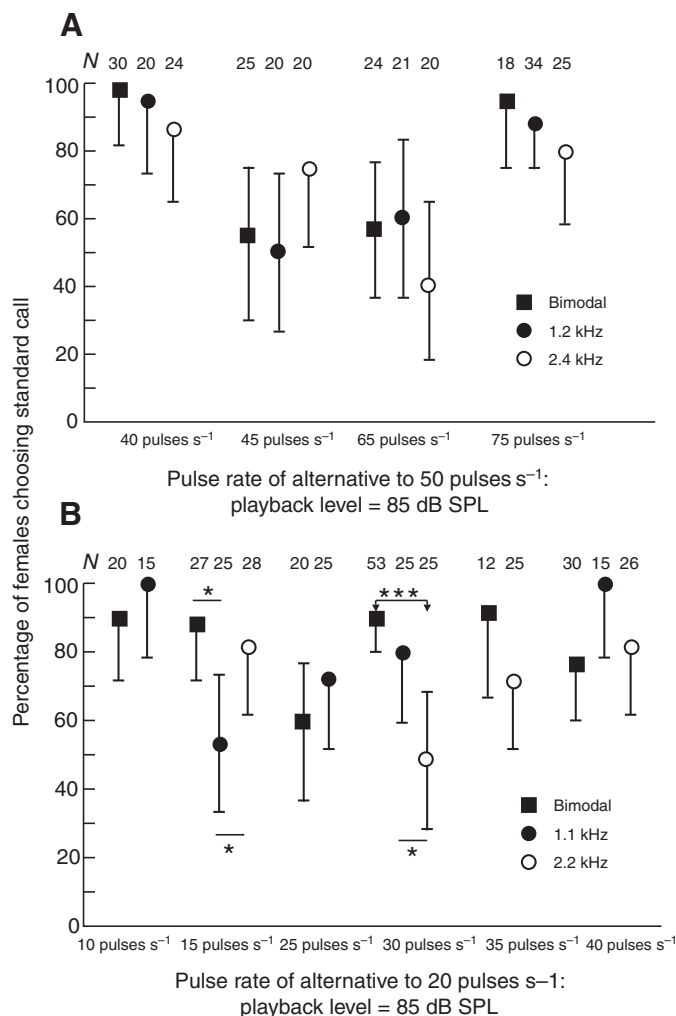 A
N 30 20 24 25 20 20 24 21 20 18 34 25
100
80
60
40
20
0
Bimodal
1.2 kHz
2.4 kHz
40 pulses s⁻¹ 45 pulses s⁻¹ 65 pulses s⁻¹ 75 pulses s⁻¹
Pulse rate of alternative to 50 pulses s⁻¹:
playback level = 85 dB SPL
Percentage of females choosing standard call
B
N 20 15 27 25 28 20 25 53 25 25 12 25 30 15 26
100
* ***
80
60
40
20
0
* *
Bimodal
1.1 kHz
2.2 kHz
10 pulses s⁻¹ 15 pulses s⁻¹ 25 pulses s⁻¹ 30 pulses s⁻¹ 35 pulses s⁻¹ 40 pulses s⁻¹
Pulse rate of alternative to 20 pulses s–1:
playback level = 85 dB SPL